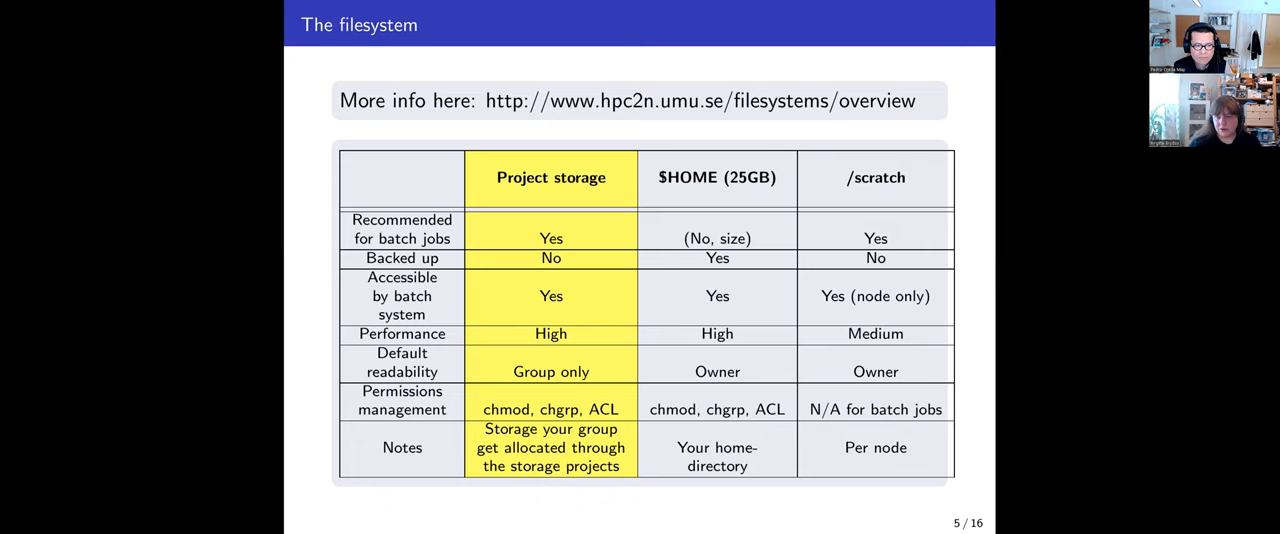 The filesystem
More info here: http://www.hpc2n.umu.se/filesystems/overview
Project storage $HOME (25GB) /scratch
Recommended
for batch jobs Yes (No, size) Yes
Backed up No Yes No
Accessible
by batch Yes Yes Yes (node only)
system
Performance High High Medium
Default
readability Group only Owner Owner
Permissions
management chmod, chgrp, ACL chmod, chgrp, ACL N/A for batch jobs
Storage your group
Notes get allocated through Your home- Per node
the storage projects directory
5 / 16